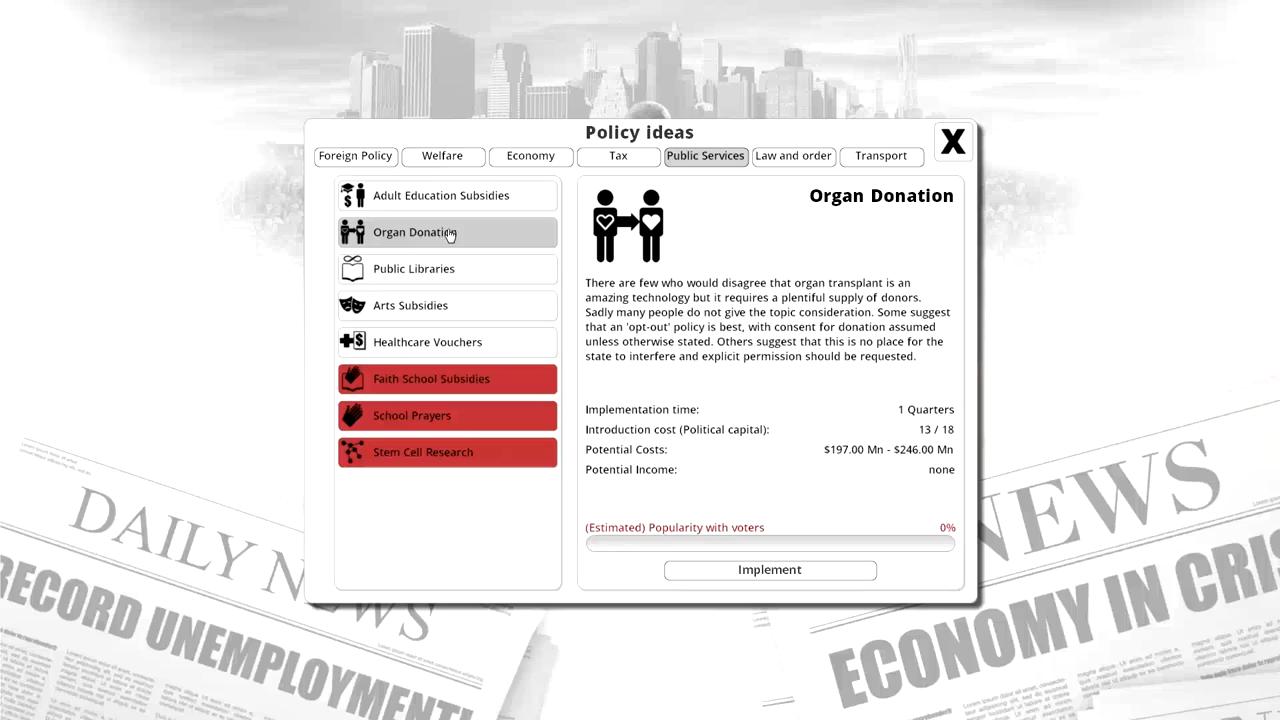 Policy ideas
X
Foreign Policy
Welfare
Economy
Tax
Public Services
Law and order
Transport
Adult Education Subsidies
Organ Donation
Public Libraries
Arts Subsidies
Healthcare Vouchers
Faith School Subsidies
School Prayers
Stem Cell Research
Organ Donation
There are few who would disagree that organ transplant is an
amazing technology but it requires a plentiful supply of donors.
Sadly many people do not give the topic consideration. Some suggest
that an 'opt-out' policy is best, with consent for donation assumed
unless otherwise stated. Others suggest that this is no place for the
state to interfere and explicit permission should be requested.
Implementation time: 1 Quarters
Introduction cost (Political capital): 13 / 18
Potential Costs: $197.00 Mn - $246.00 Mn
Potential Income: none
(Estimated) Popularity with voters 0%
Implement
DAILY NEWS
RECORD UNEMPLOYMENT
NEWS
ECONOMY IN CRIS